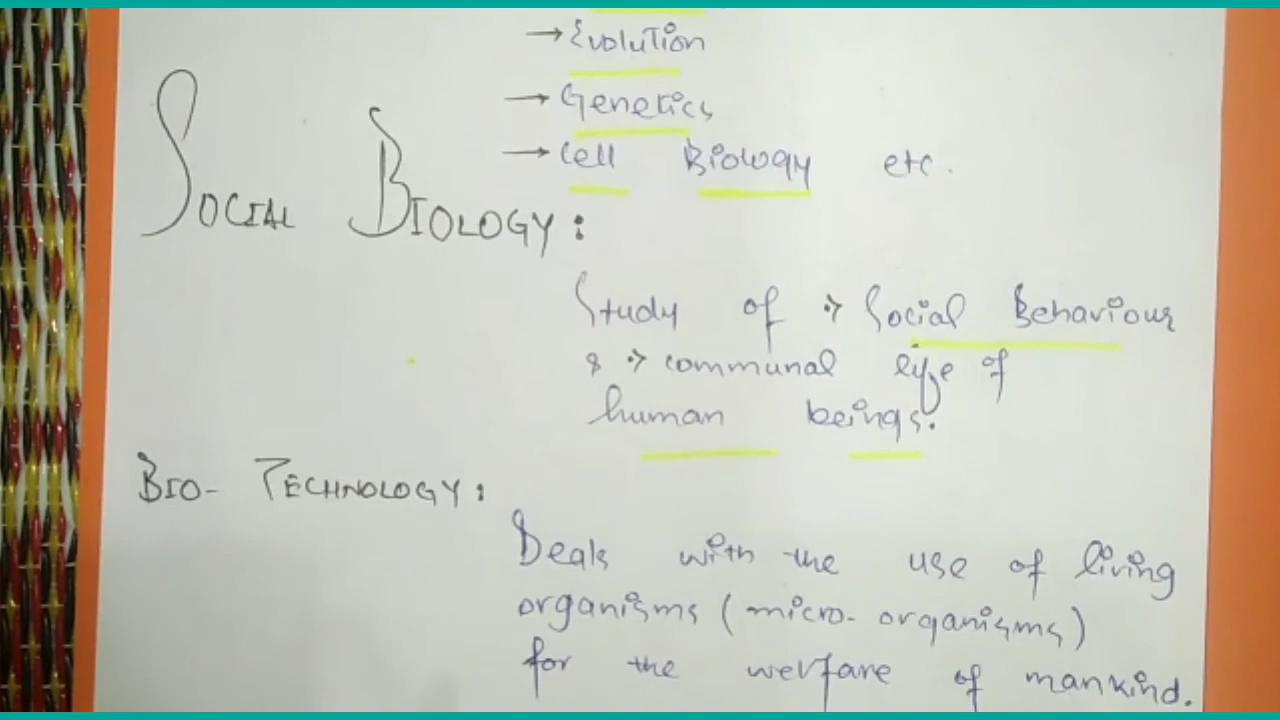 → Evolution
→ Genetics
→ Cell Biology etc.
SOCIAL BIOLOGY:
Study of :> Social Behaviour
& :> communal life of
human beings.
BIO- TECHNOLOGY:
Deals with the use of living
organisms (micro-organisms)
for the welfare of mankind.